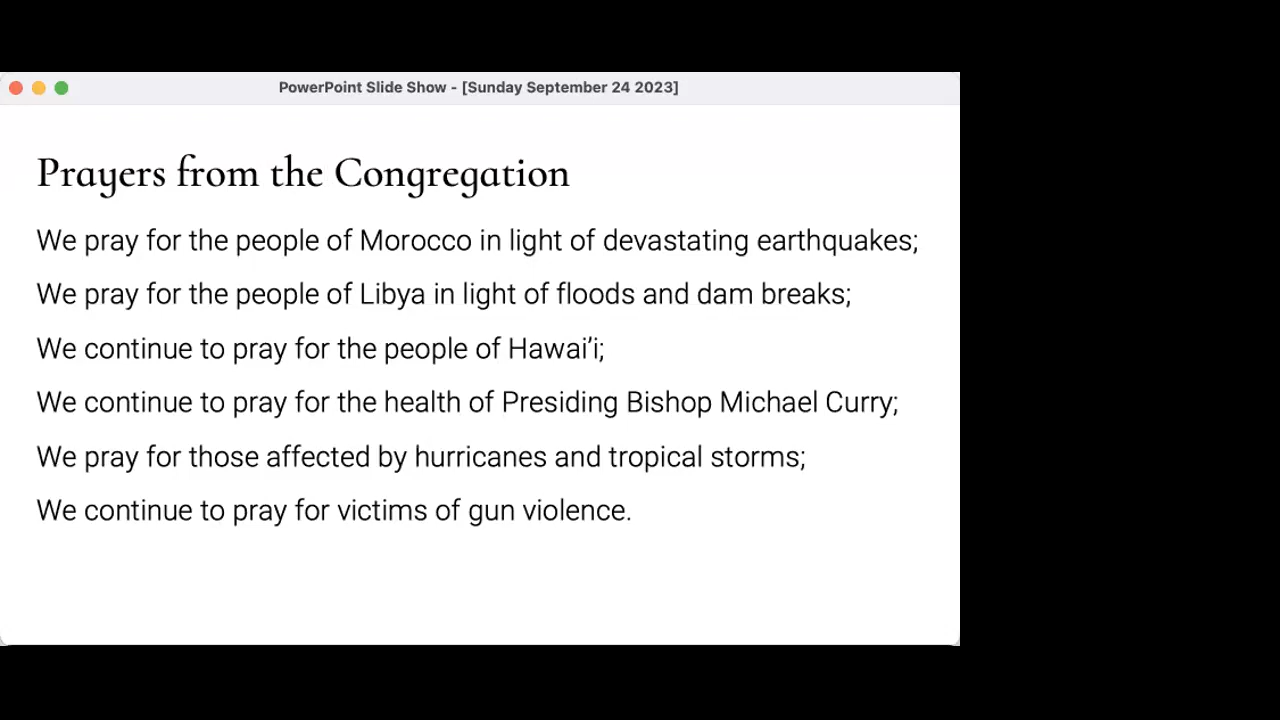 PowerPoint Slide Show - [Sunday September 24 2023]
Prayers from the Congregation
We pray for the people of Morocco in light of devastating earthquakes;
We pray for the people of Libya in light of floods and dam breaks;
We continue to pray for the people of Hawai’i;
We continue to pray for the health of Presiding Bishop Michael Curry;
We pray for those affected by hurricanes and tropical storms;
We continue to pray for victims of gun violence.